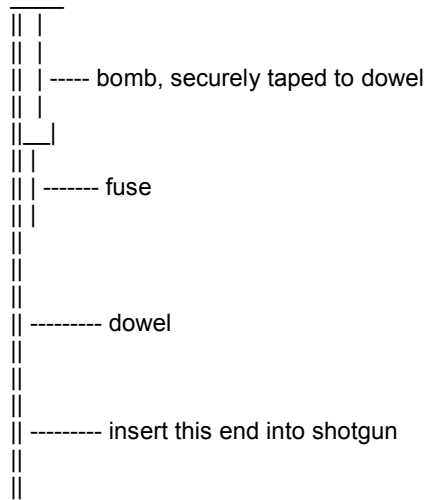 bomb, securely taped to dowel
fuse
dowel
insert this end into shotgun